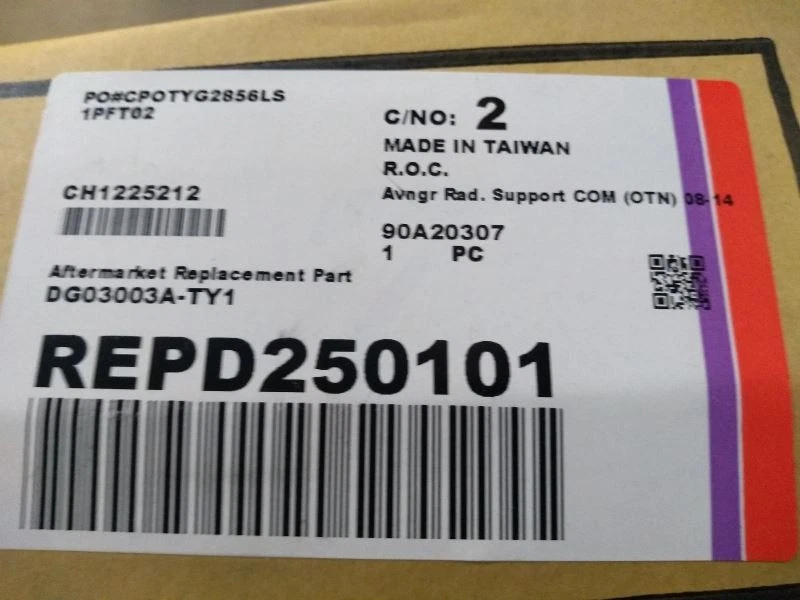 PO#CPOTYG2856LS
1PFT02
C/NO: 2
MADE IN TAIWAN
R.O.C.
Avngr Rad. Support COM (OTN) 08-14
90A20307
1 PC
CH1225212
Aftermarket Replacement Part
DG03003A-TY1
REPD250101